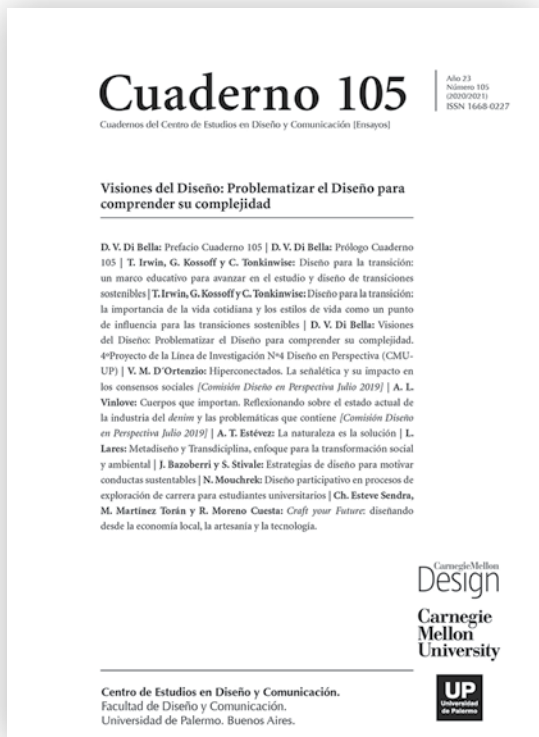 Cuaderno 105
Cuadernos del Centro de Estudios en Diseño y Comunicación [Ensayos]
Año 23
Número 105
(2020/2021)
ISSN 1668-0227
Visiones del Diseño: Problematizar el Diseño para
comprender su complejidad
D. V. Di Bella: Prefacio Cuaderno 105 | D. V. Di Bella: Prólogo Cuaderno
105 | T. Irwin, G. Kossoff y C. Tonkinwise: Diseño para la transición:
un marco educativo para avanzar en el estudio y diseño de transiciones
sostenibles | T. Irwin, G. Kossoff y C. Tonkinwise: Diseño para la transición:
la importancia de la vida cotidiana y los estilos de vida como un punto
de influencia para las transiciones sostenibles | D. V. Di Bella: Visiones
del Diseño: Problematizar el Diseño para comprender su complejidad.
4ºProyecto de la Línea de Investigación Nº4 Diseño en Perspectiva (CMU-
UP) | V. M. D'Ortenzio: Hiperconectados. La señalética y su impacto en
los consensos sociales [Comisión Diseño en Perspectiva Julio 2019] | A. L.
Vinlove: Cuerpos que importan. Reflexionando sobre el estado actual de
la industria del denim y las problemáticas que contiene [Comisión Diseño
en Perspectiva Julio 2019] | A. T. Estévez: La naturaleza es la solución | L.
Lares: Metadiseño y Transdiciplina, enfoque para la transformación social
y ambiental | J. Bazoberri y S. Stivale: Estrategias de diseño para motivar
conductas sustentables | N. Mouchrek: Diseño participativo en procesos de
exploración de carrera para estudiantes universitarios | Ch. Esteve Sendra,
M. Martínez Torán y R. Moreno Cuesta: Craft your Future: diseñando
desde la economía local, la artesanía y la tecnología.
CarnegieMellon
Design
Carnegie
Mellon
University
UP
Universidad
de Palermo
Centro de Estudios en Diseño y Comunicación.
Facultad de Diseño y Comunicación.
Universidad de Palermo. Buenos Aires.